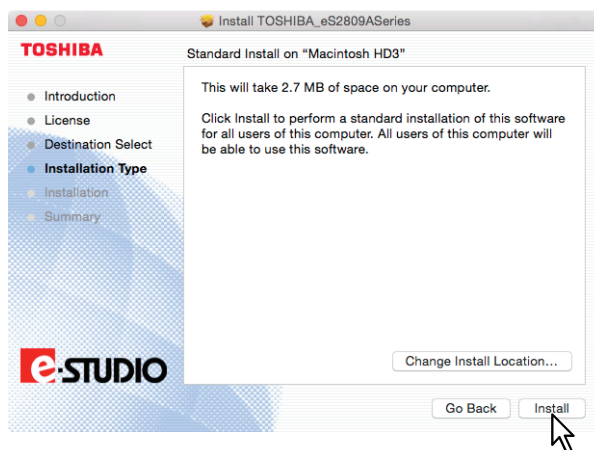 Install TOSHIBA_eS2809ASeries
TOSHIBA
Standard Install on “Macintosh HD3”
Introduction
License
Destination Select
Installation Type
Installation
Summary
This will take 2.7 MB of space on your computer.
Click Install to perform a standard installation of this software
for all users of this computer. All users of this computer will
be able to use this software.
e-STUDIO
Change Install Location...
Go Back
Install